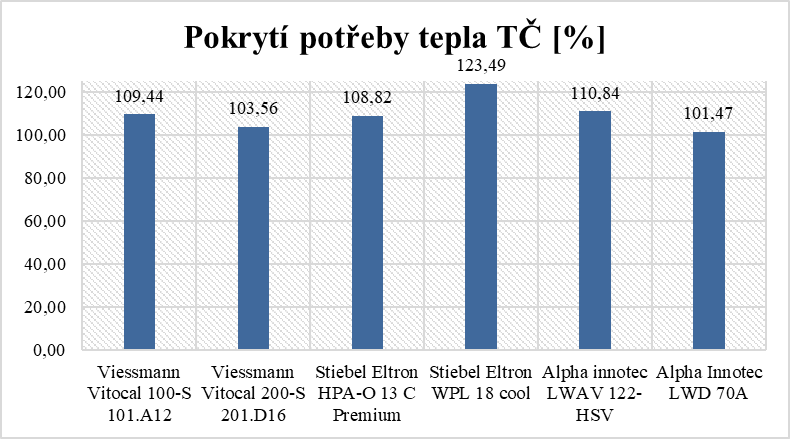 Pokrytí potřeby tepla TČ [%]
123,49
109,44
103,56
108,82
110,84
101,47
120,00
100,00
80,00
60,00
40,00
20,00
0,00
Viessmann
Vitocal 100-S
101.A12
Viessmann
Vitocal 200-S
201.D16
Stiebel Eltron
HPA-O 13 C
Premium
Stiebel Eltron
WPL 18 cool
Alpha innotec
LWAV 122-
HSV
Alpha Innotec
LWD 70A